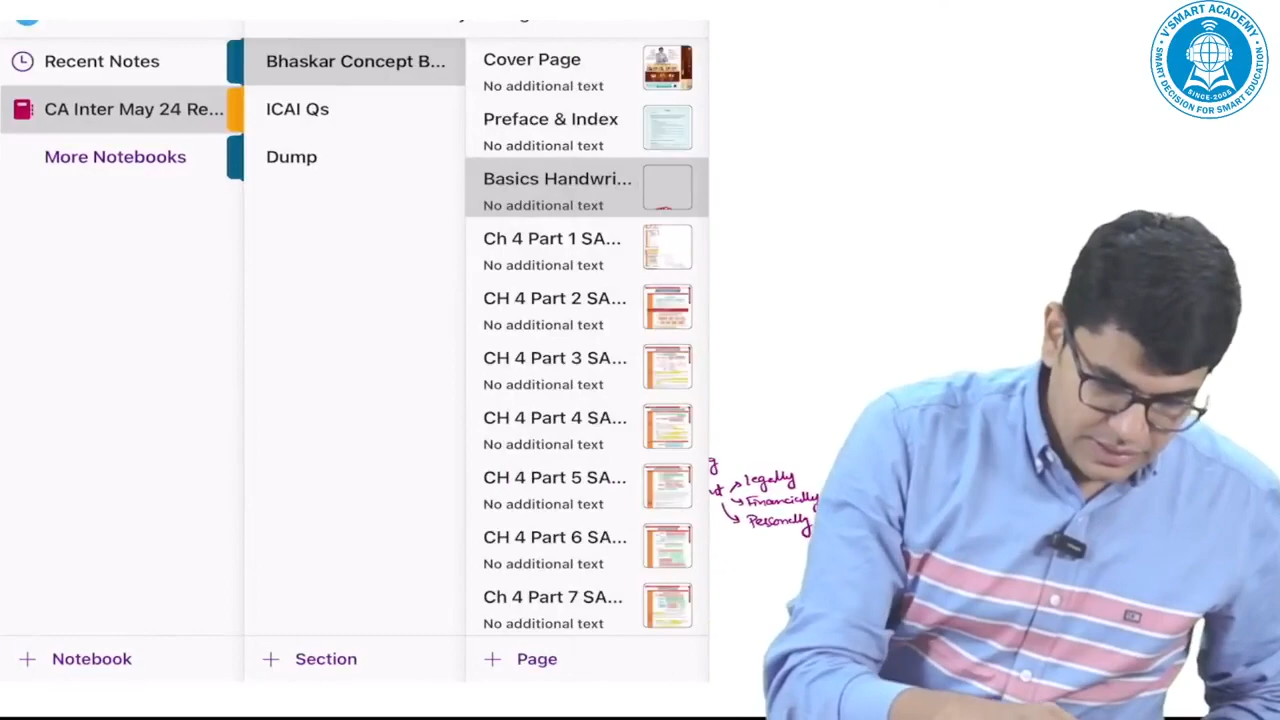 Recent Notes
CA Inter May 24 Re...
More Notebooks
Notebook
Bhaskar Concept B...
ICAI Qs
Dump
Section
Cover Page
No additional text
Preface & Index
No additional text
Basics Handwri...
No additional text
Ch 4 Part 1 SA...
No additional text
CH 4 Part 2 SA...
No additional text
CH 4 Part 3 SA...
No additional text
CH 4 Part 4 SA...
No additional text
CH 4 Part 5 SA...
No additional text
CH 4 Part 6 SA...
No additional text
Ch 4 Part 7 SA...
No additional text
Page
legally
Financially
Personally
V'SMART ACADEMY
SINCE-2005
SMART DECISION FOR SMART EDUCATION